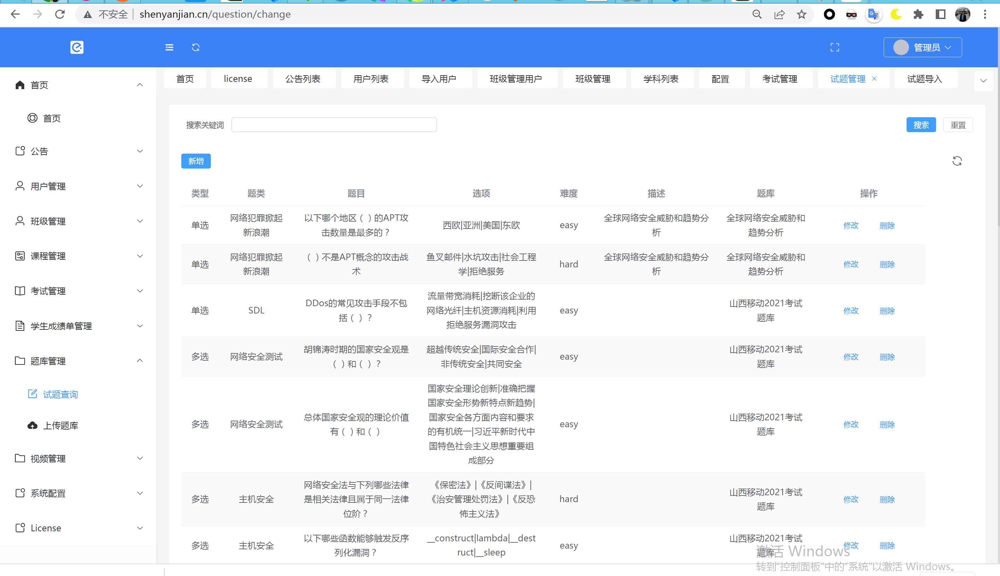 不安全 shenyanjian.cn/question/change
管理员
首页
首页
公告
用户管理
班级管理
课程管理
考试管理
学生成绩单管理
题库管理
试题查询
上传题库
视频管理
系统配置
License
首页 license 公告列表 用户列表 导入用户 班级管理用户 班级管理 学科列表 配置 考试管理 试题管理 试题导入
搜索关键词 搜索 重置
新增
类型 题类 题目 选项 难度 描述 题库 操作
单选
网络犯罪掀起
新浪潮
以下哪个地区（ ）的APT攻
击数量是最多的？
西欧|亚洲|美国|东欧
easy
全球网络安全威胁和趋势分
析
全球网络安全威胁和
趋势分析
修改 删除
单选
网络犯罪掀起
新浪潮
（ ）不是APT概念的攻击战
术
鱼叉邮件|水坑攻击|社会工程
学|拒绝服务
hard
全球网络安全威胁和趋势分
析
全球网络安全威胁和
趋势分析
修改 删除
单选
SDL
DDos的常见攻击手段不包
括（ ）？
流量带宽消耗|挖断该企业的
网络光纤|主机资源消耗|利用
拒绝服务漏洞攻击
easy
山西移动2021考试
题库
修改 删除
多选
网络安全测试
胡锦涛时期的国家安全观是
（ ）和（ ）？
超越传统安全|国际安全合作|
非传统安全|共同安全
easy
山西移动2021考试
题库
修改 删除
多选
网络安全测试
总体国家安全观的理论价值
有（ ）和（ ）
国家安全理论创新|准确把握
国家安全形势新特点新趋势|
国家安全各方面内容和要求
的有机统一|习近平新时代中
国特色社会主义思想重要组
成部分
easy
山西移动2021考试
题库
修改 删除
多选
主机安全
网络安全法与下列哪些法律
是相关法律且属于同一法律
位阶？
《保密法》|《反间谍法》|
《治安管理处罚法》|《反恐
怖主义法》
hard
山西移动2021考试
题库
修改 删除
多选
主机安全
以下哪些函数能够触发反序
列化漏洞？
__construct|lambda|__dest
ruct|__sleep
easy
山西移动2021考试
题库
修改 删除
激活 Windows
转到"控制面板"中的"系统"以激活 Windows。